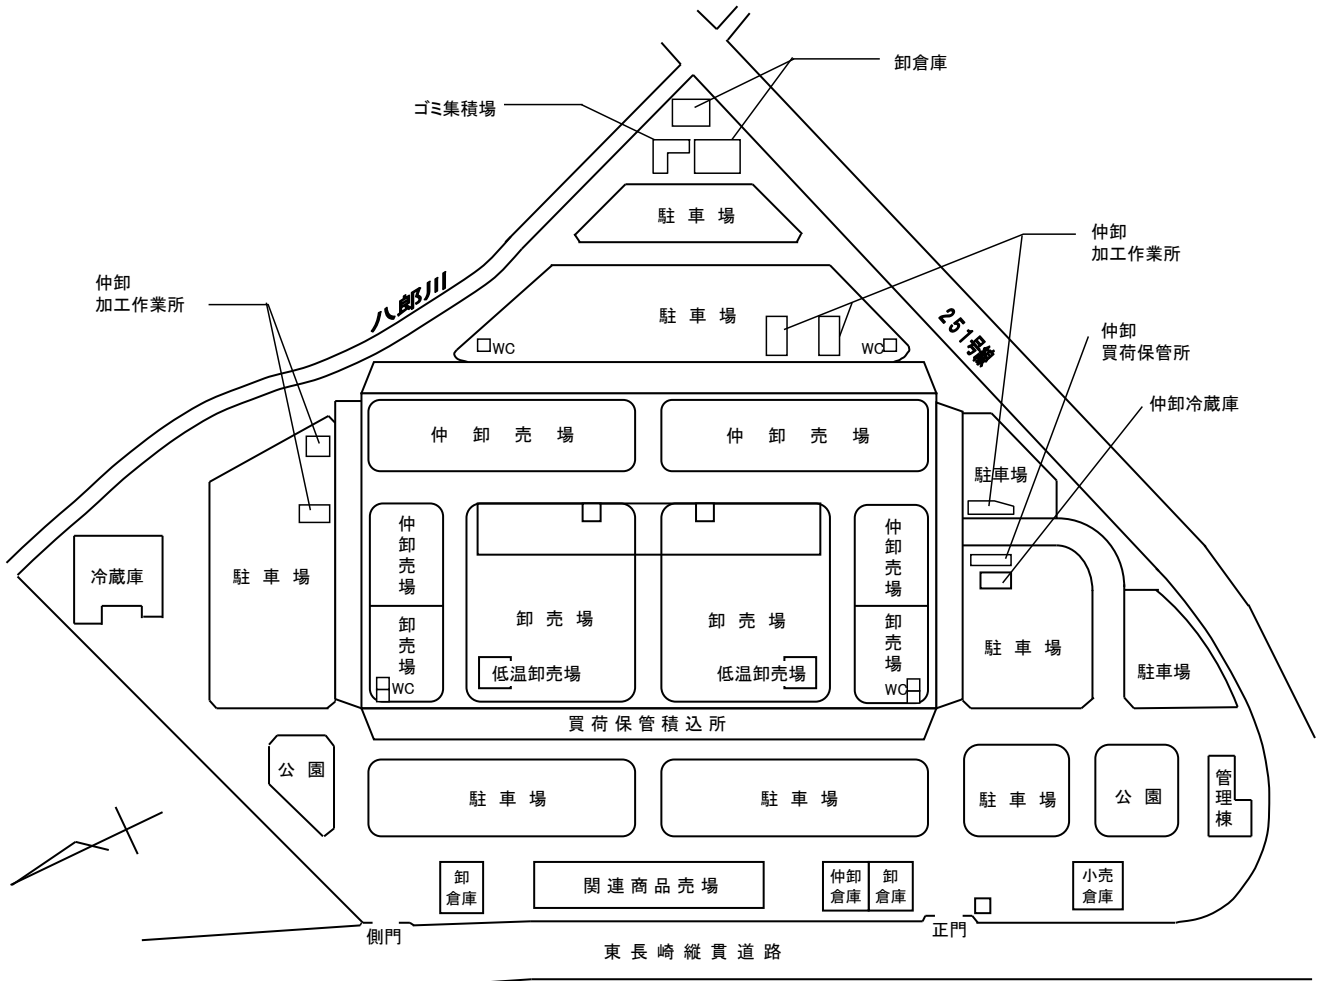 卸倉庫
ゴミ集積場
駐車場
仲卸
加工作業所
仲卸
加工作業所
八郎川
駐車場
251号線
仲卸
買荷保管所
WC
WC
仲卸冷蔵庫
仲卸売場
仲卸売場
駐車場
仲卸売場
仲卸売場
冷蔵庫
駐車場
卸売場
卸売場
卸売場
卸売場
駐車場
駐車場
低温卸売場
低温卸売場
WC
WC
買荷保管積込所
公園
駐車場
駐車場
駐車場
公園
管理棟
卸
倉庫
関連商品売場
仲卸
倉庫
卸
倉庫
小売
倉庫
側門
正門
東長崎縦貫道路